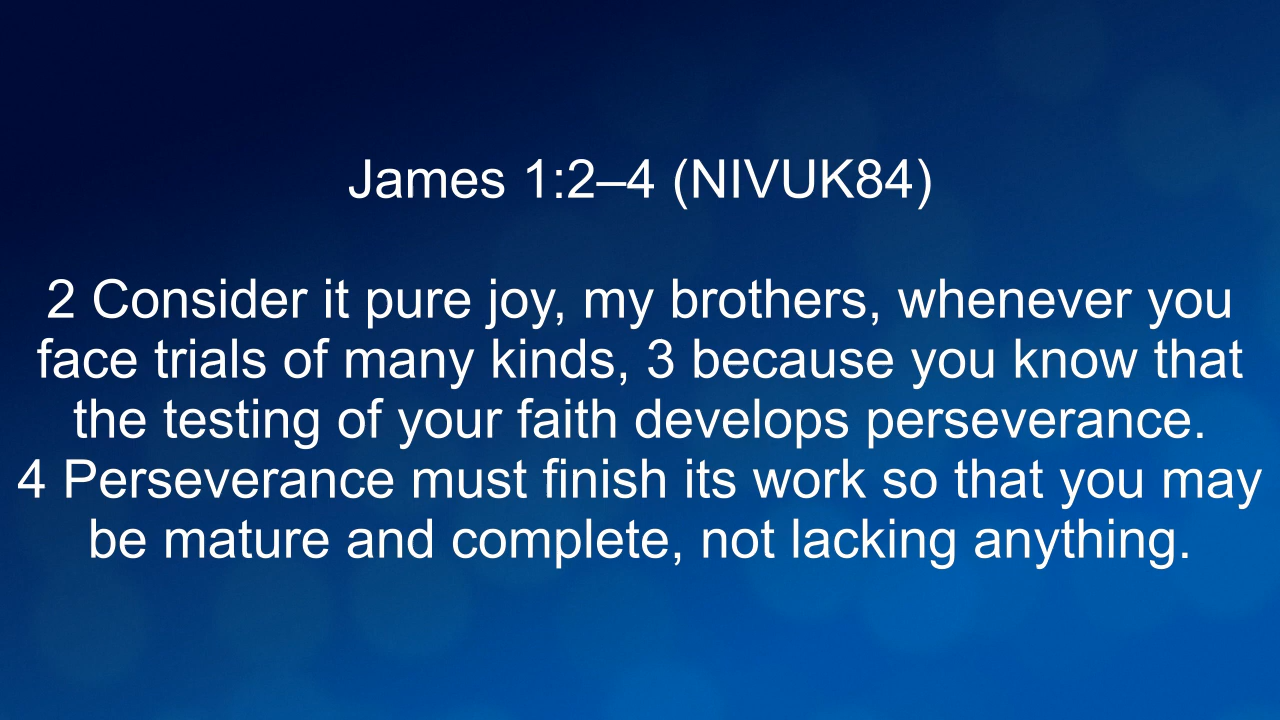 James 1:2–4 (NIVUK84)
2 Consider it pure joy, my brothers, whenever you
face trials of many kinds, 3 because you know that
the testing of your faith develops perseverance.
4 Perseverance must finish its work so that you may
be mature and complete, not lacking anything.